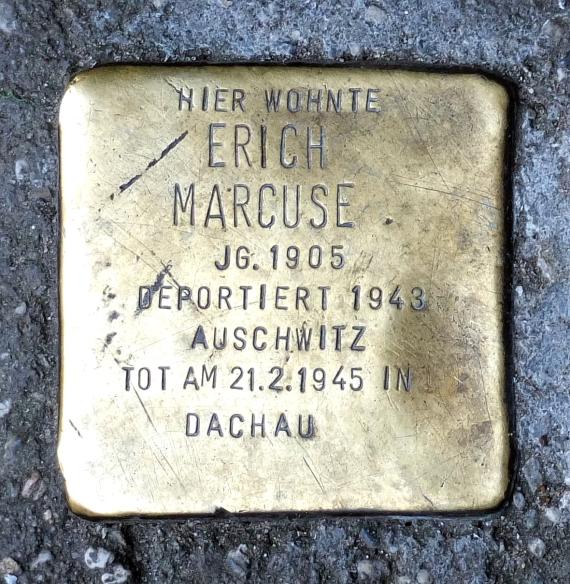 HIER WOHNTE
ERICH
MARCUSE
JG. 1905
DEPORTIERT 1943
AUSCHWITZ
TOT AM 21.2.1945 IN
DACHAU